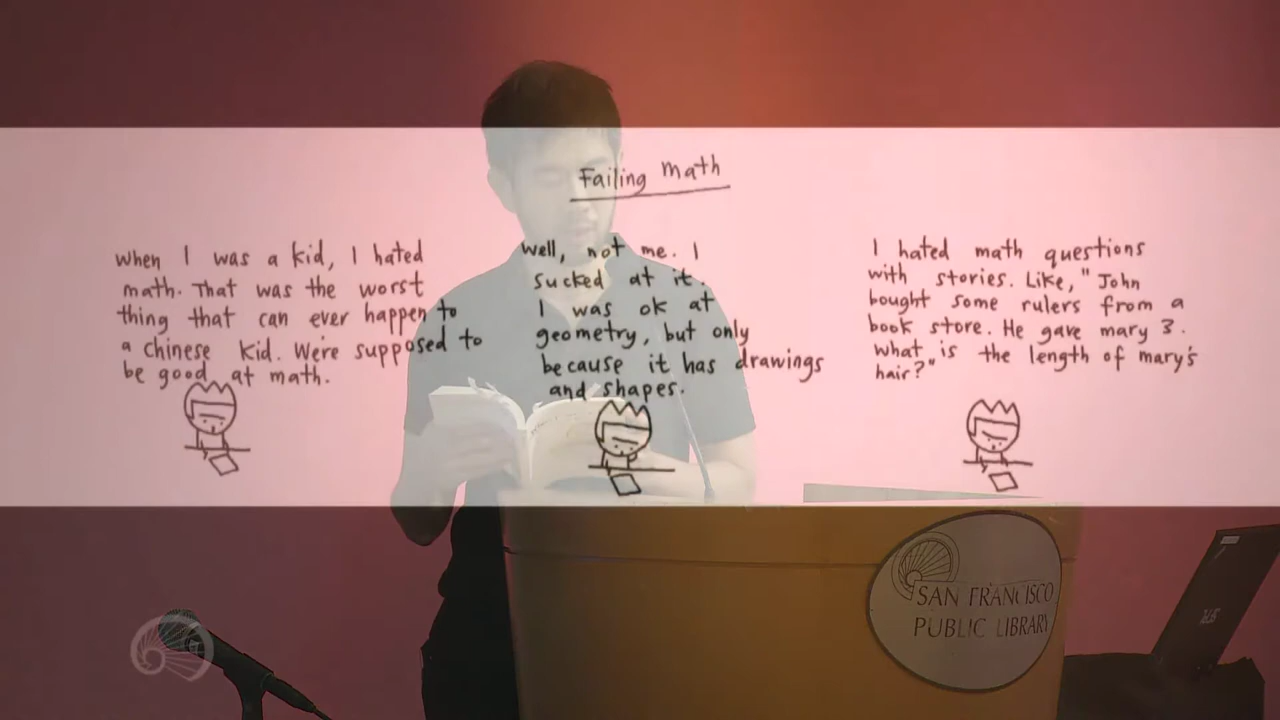 Failing math
when I was a kid, I hated
math. That was the worst
thing that can ever happen to
a Chinese kid. We're supposed to
be good at math.
Well, not me. I
sucked at it.
I was ok at
geometry, but only
because it has drawings
and shapes.
I hated math questions
with stories. Like, "John
bought some rulers from a
book store. He gave mary 3.
what is the length of mary's
hair?"
SAN FRANCISCO
PUBLIC LIBRARY